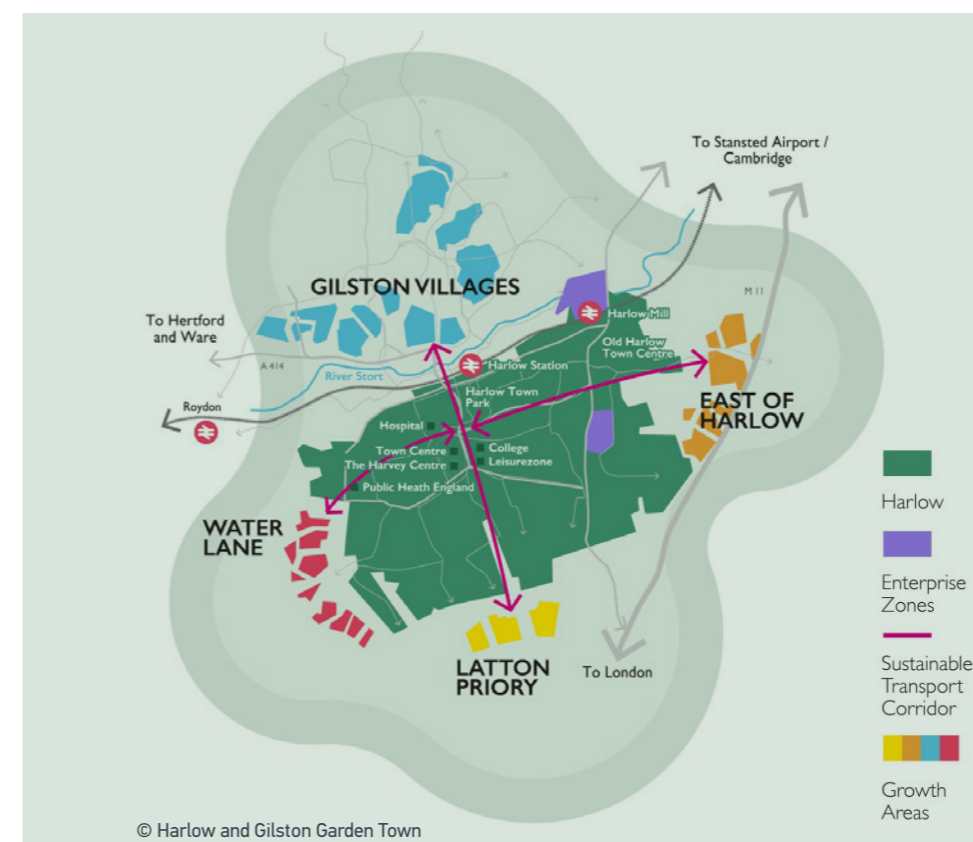 To Stansted Airport /
Cambridge
M11
GILSTON VILLAGES
To Hertford
and Ware
A 414
River Stort
Harlow Mill
Old Harlow
Town Centre
Harlow Station
Harlow Town
Park
Roydon
EAST OF
HARLOW
Hospital
Town Centre
The Harvey Centre
College
Leisurezone
Public Heath England
WATER
LANE
LATTON
PRIORY
To London
Harlow
Enterprise
Zones
Sustainable
Transport
Corridor
Growth
Areas
© Harlow and Gilston Garden Town